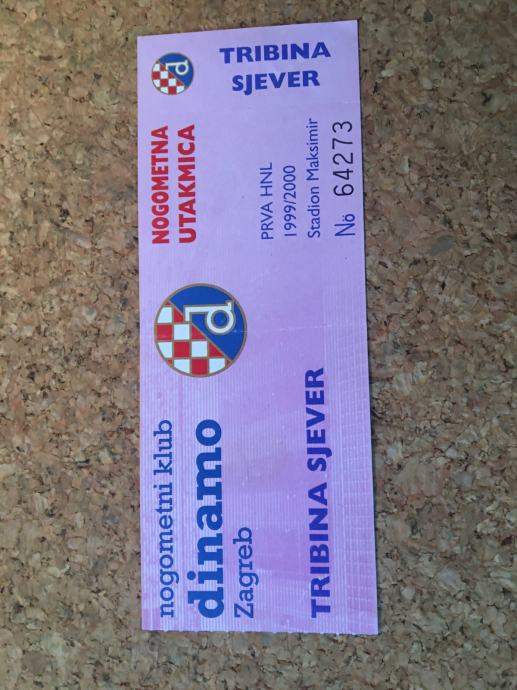 nogometni klub
dinamo
Zagreb
TRIBINA SJEVER
d
NOGOMETNA
UTAKMICA
PRVA HNL
1999/2000
Stadion Maksimir
Nº 64273
d
TRIBINA
SJEVER